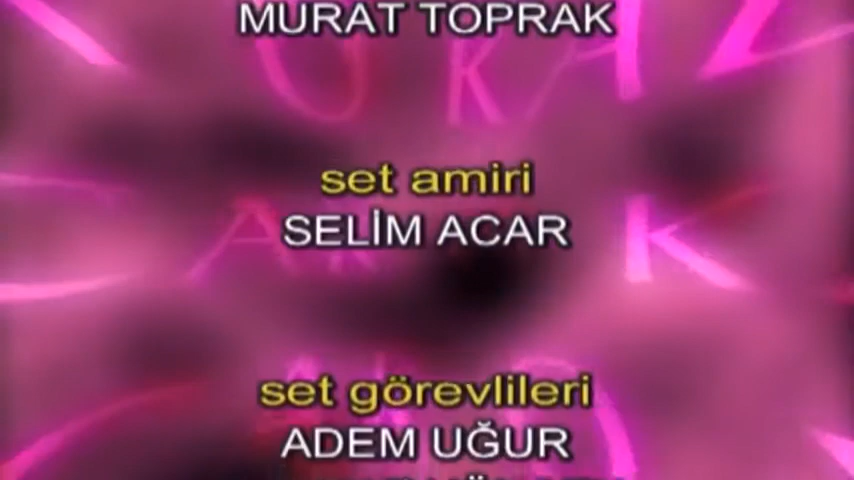 MURAT TOPRAK
set amiri
SELİM ACAR
set görevlileri
ADEM UĞUR